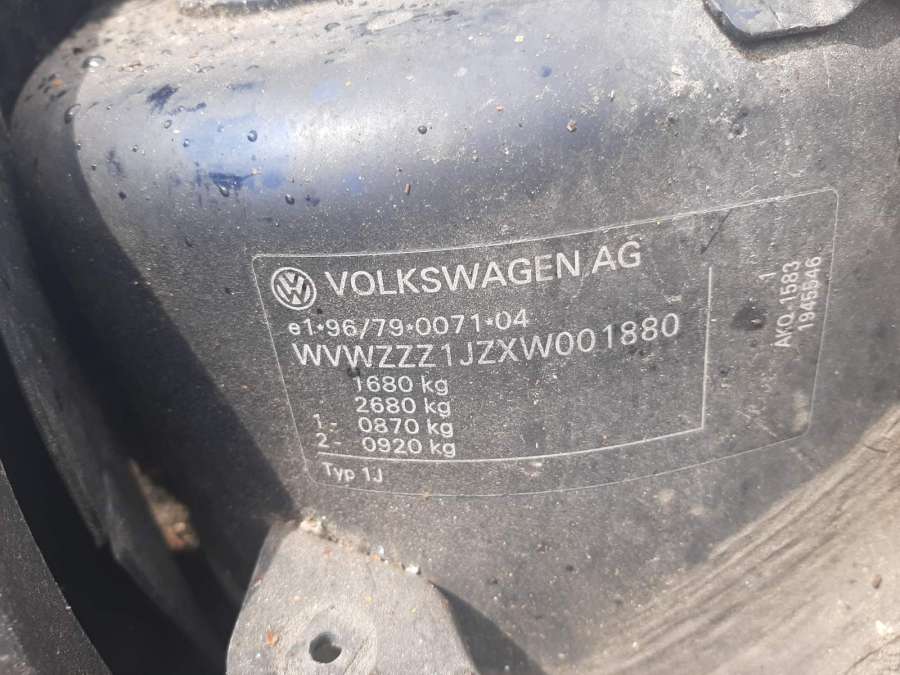 VOLKSWAGEN AG
e1*96/79*0071*04
WVWZZZ1JZXW001880
1680 kg
2680 kg
1- 0870 kg
2- 0920 kg
Typ 1J
1
AKQ 1583
1945646